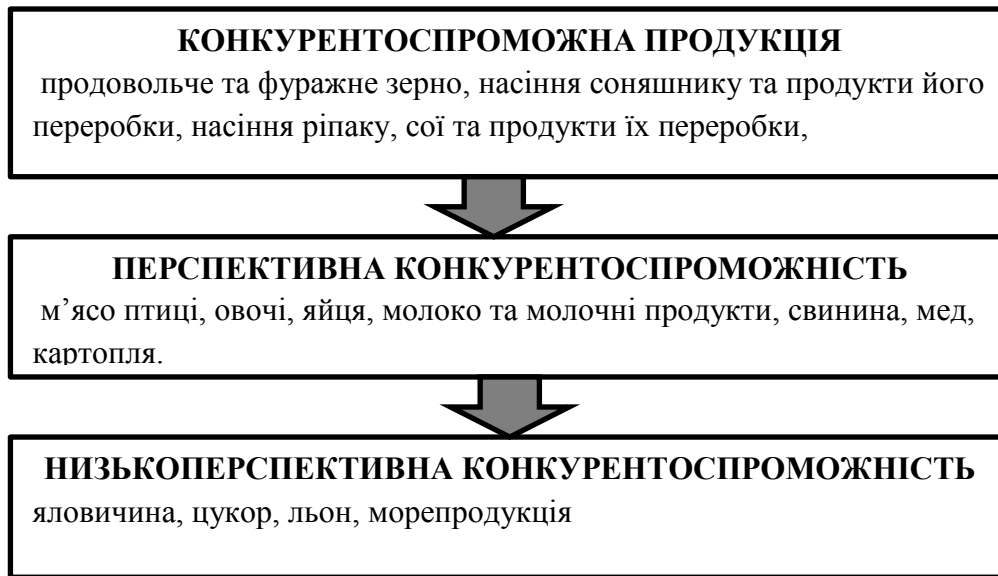 КОНКУРЕНТОСПРОМОЖНА ПРОДУКЦІЯ
продовольче та фуражне зерно, насіння соняшнику та продукти його
переробки, насіння ріпаку, сої та продукти їх переробки,
ПЕРСПЕКТИВНА КОНКУРЕНТОСПРОМОЖНІСТЬ
м’ясо птиці, овочі, яйця, молоко та молочні продукти, свинина, мед,
картопля.
НИЗЬКОПЕРСПЕКТИВНА КОНКУРЕНТОСПРОМОЖНІСТЬ
яловичина, цукор, льон, морепродукція